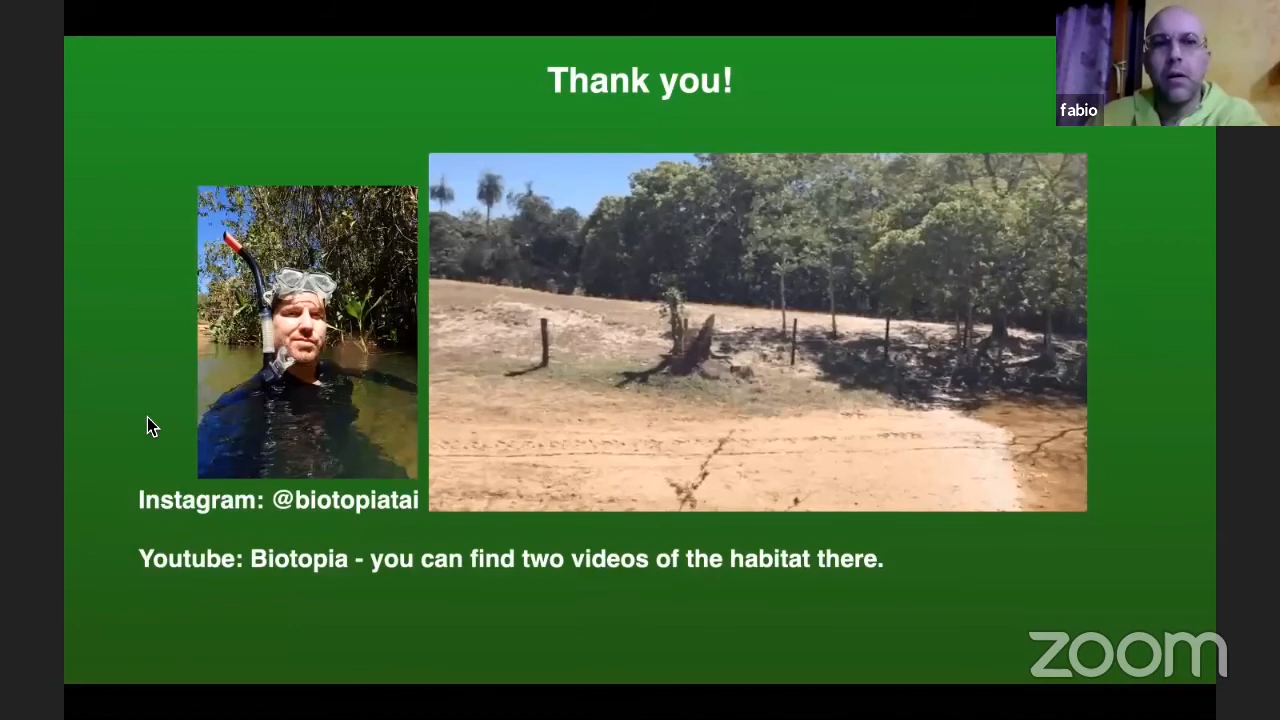 Thank you!
fabio
Instagram: @biotopiatai
Youtube: Biotopia - you can find two videos of the habitat there.
zoom